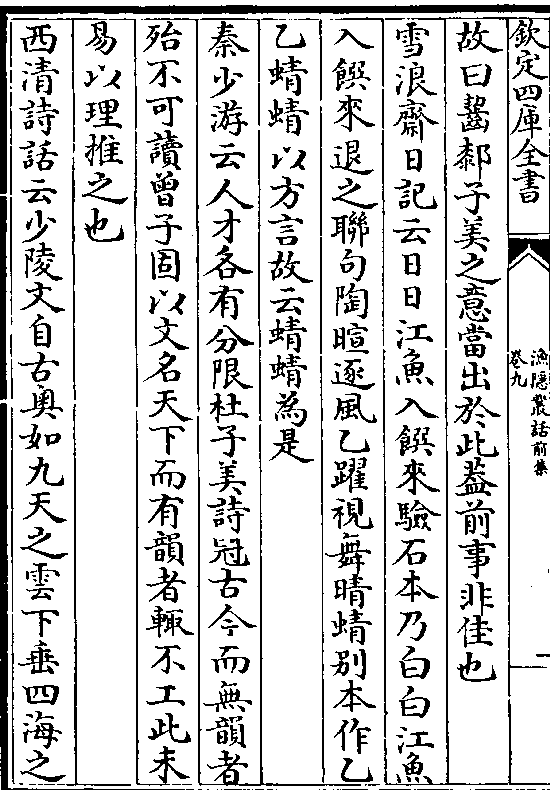 欽定四庫全書
漁隱叢話前集
卷九
一
故曰齧鄰子美之意當出於此葢前事非佳也
雪浪齋日記云日日江魚入饌來驗石本乃白白江魚
入饌來退之聯句陶暄逐風乙躍視舞晴蜻別本作乙
乙蜻蜻以方言故云蜻蜻為是
秦少游云人才各有分限杜子美詩冠古今而無韻者
殆不可讀曾子固以文名天下而有韻者輙不工此未
易以理推之也
西清詩話云少陵文自古奥如九天之雲下垂四海之